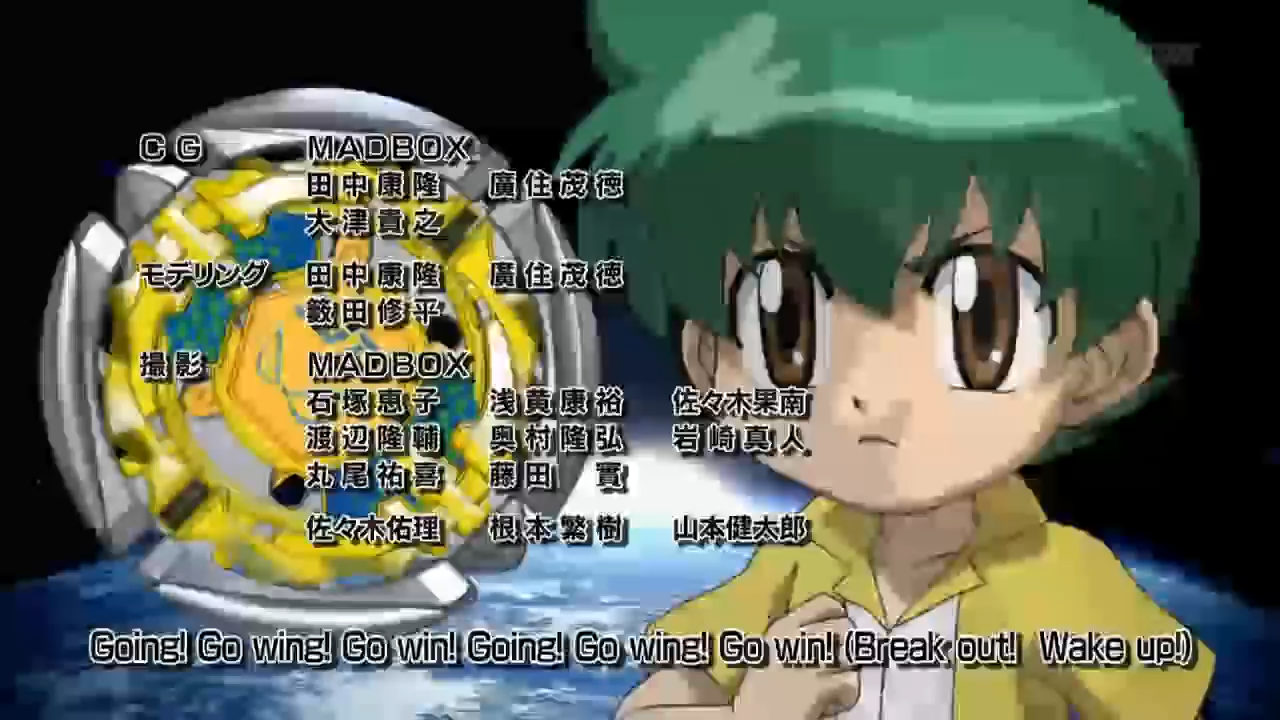 CG MADBOX
田中康隆 廣住茂徳
大津貴之
モデリング 田中康隆 廣住茂徳
籔田修平
撮影 MADBOX
石塚恵子 浅黄康裕 佐々木果南
渡辺隆輔 奥村隆弘 岩崎真人
丸尾祐喜 藤田 實
佐々木佑理 根本繁樹 山本健太郎
Going! Go wing! Go win! Going! Go wing! Go win! (Break out! Wake up!)